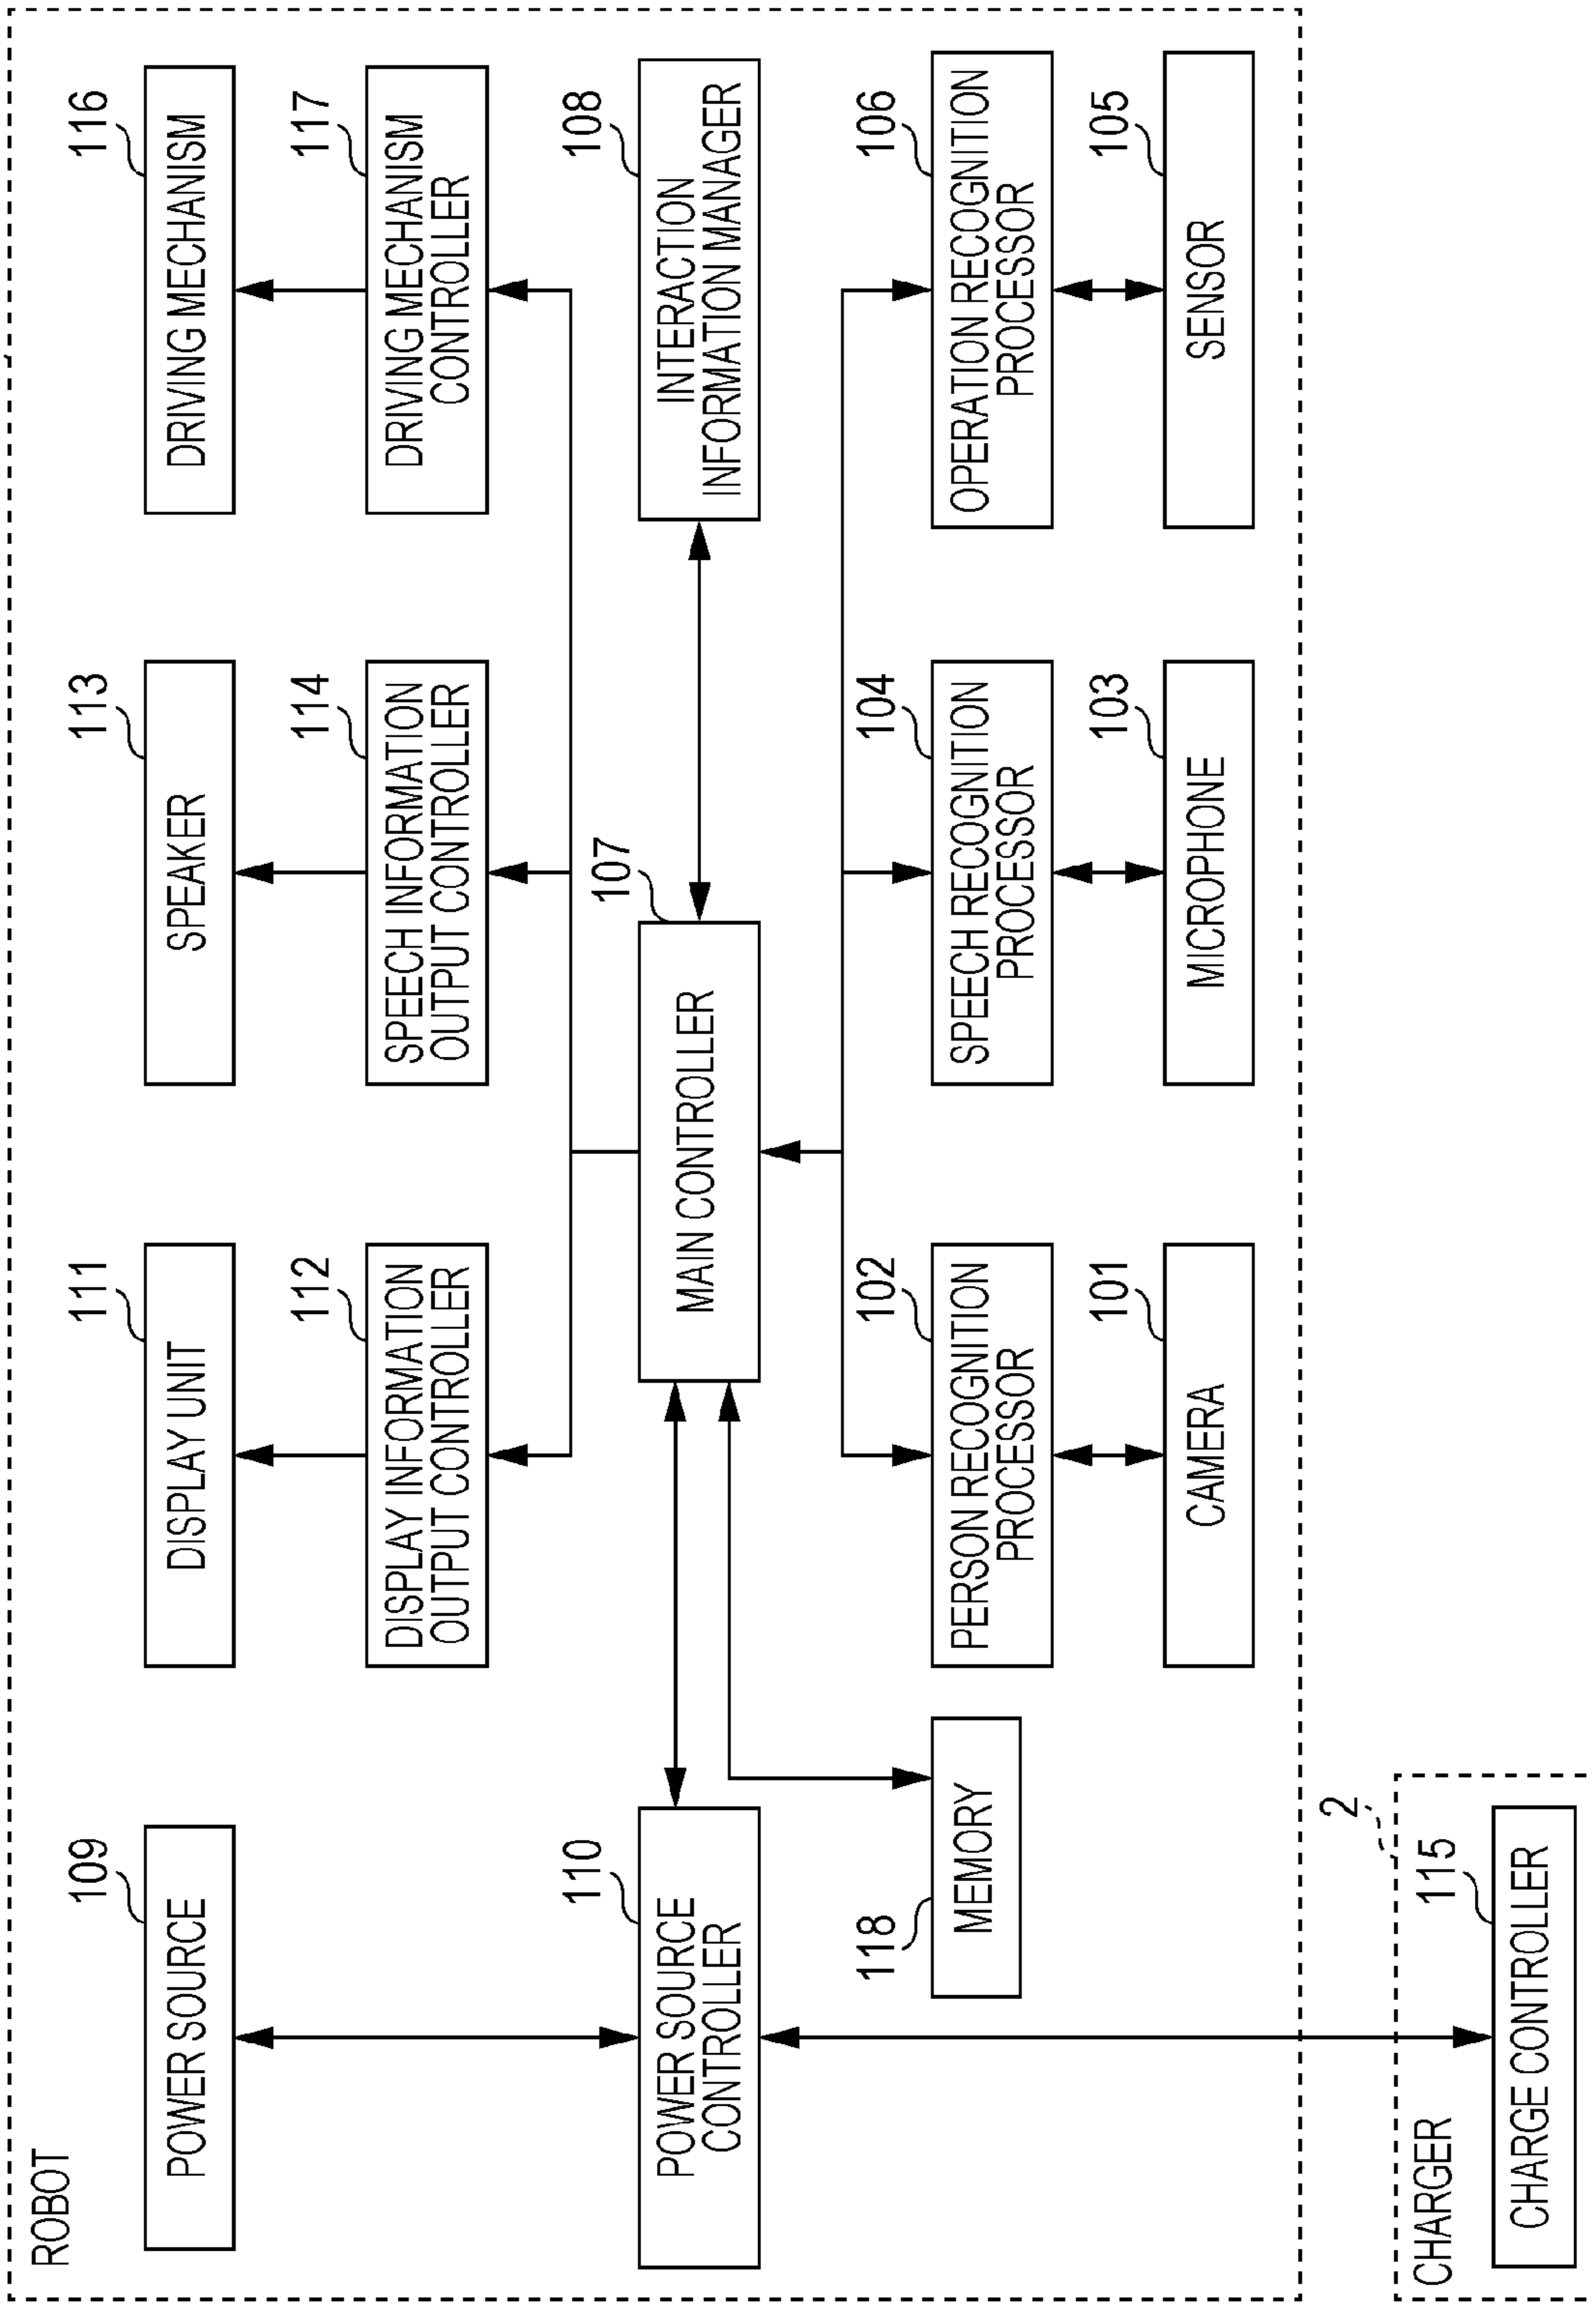 ROBOT
109
POWER SOURCE
111
DISPLAY UNIT
113
SPEAKER
116
DRIVING MECHANISM
112
DISPLAY INFORMATION
OUTPUT CONTROLLER
114
SPEECH INFORMATION
OUTPUT CONTROLLER
117
DRIVING MECHANISM
CONTROLLER
110
POWER SOURCE
CONTROLLER
107
MAIN CONTROLLER
108
INTERACTION
INFORMATION MANAGER
118
MEMORY
102
PERSON RECOGNITION
PROCESSOR
104
SPEECH RECOGNITION
PROCESSOR
106
OPERATION RECOGNITION
PROCESSOR
101
CAMERA
103
MICROPHONE
105
SENSOR
2
CHARGER
115
CHARGE CONTROLLER